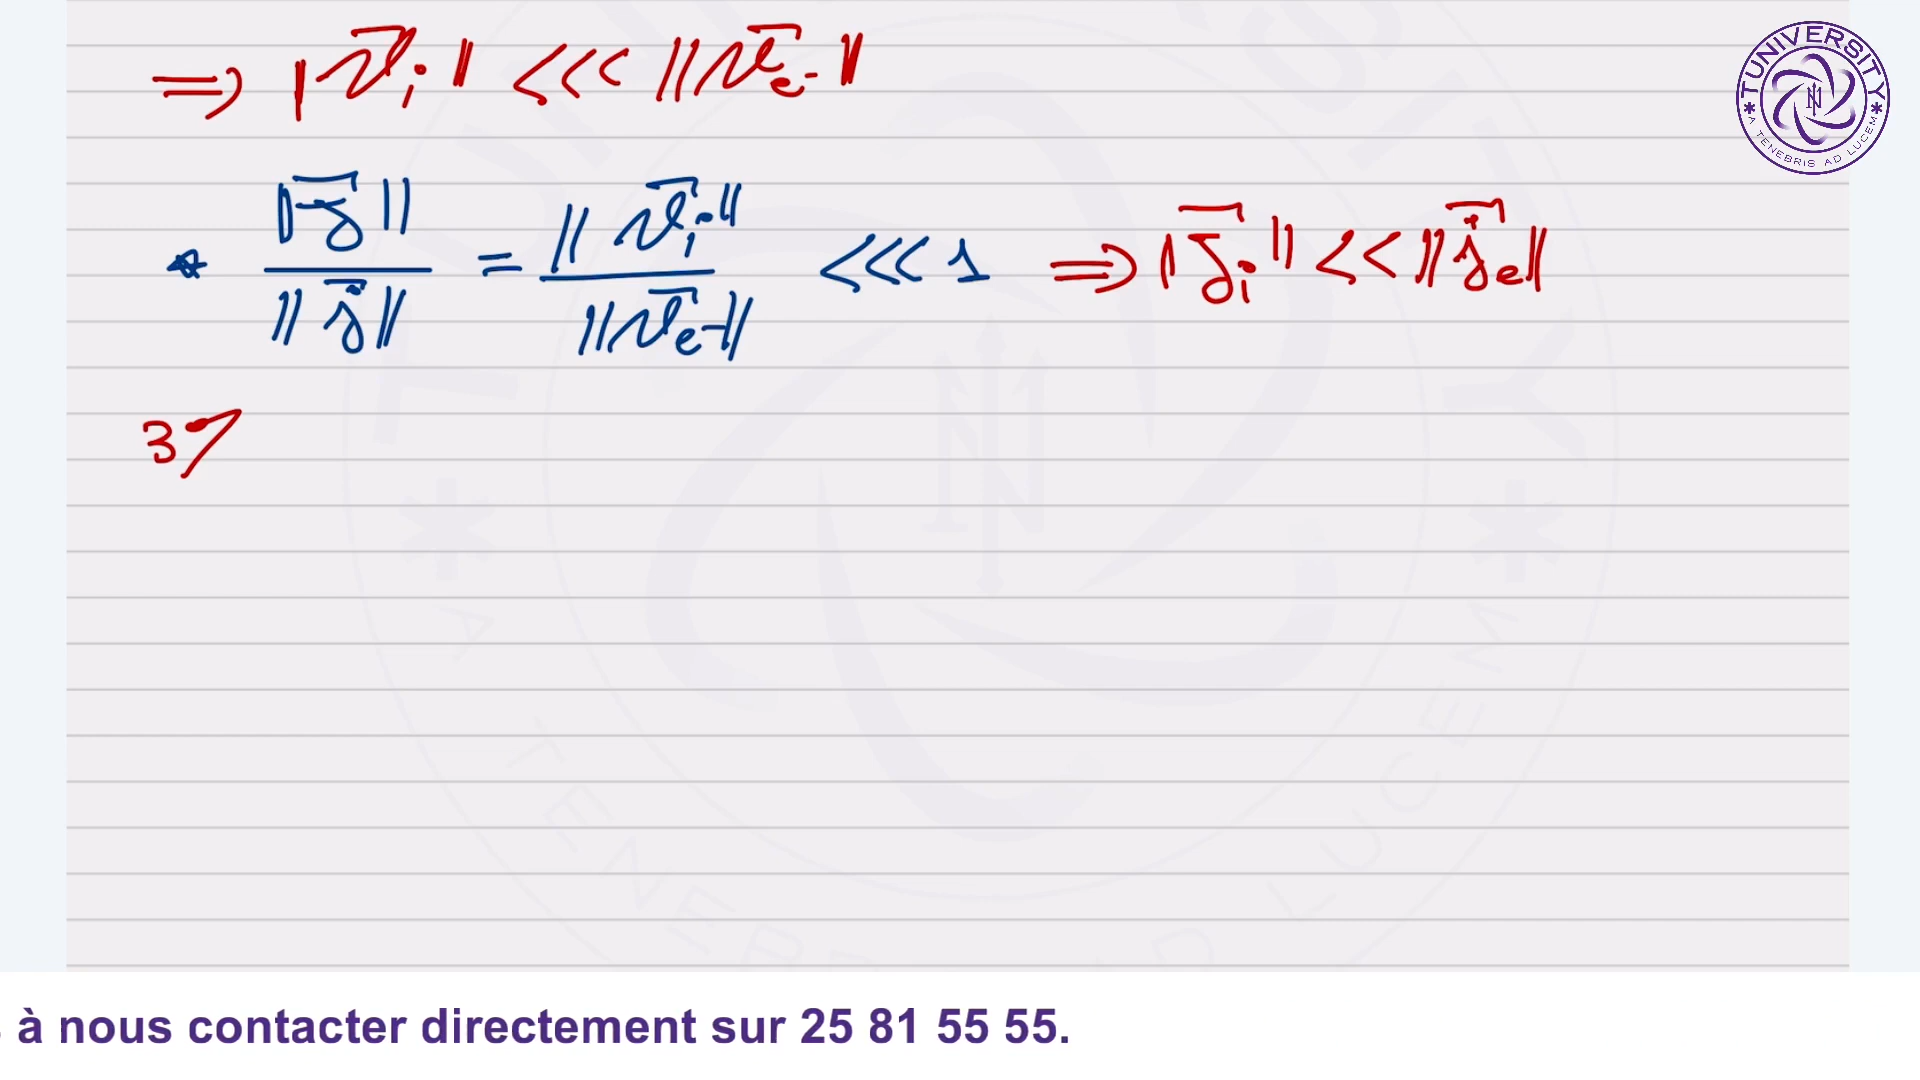 ⇒ ‖v⃗ᵢ‖ <<< ‖v⃗ₑ₋‖
* ‖j⃗‖ / ‖j⃗‖ = ‖v⃗ᵢ‖ / ‖v⃗ₑ₋‖ <<< 1 ⇒ ‖j⃗ᵢ‖ << ‖j⃗ₑ‖
3°/
TUNIVERSITY
A TENEBRIS AD LUCEM
à nous contacter directement sur 25 81 55 55.